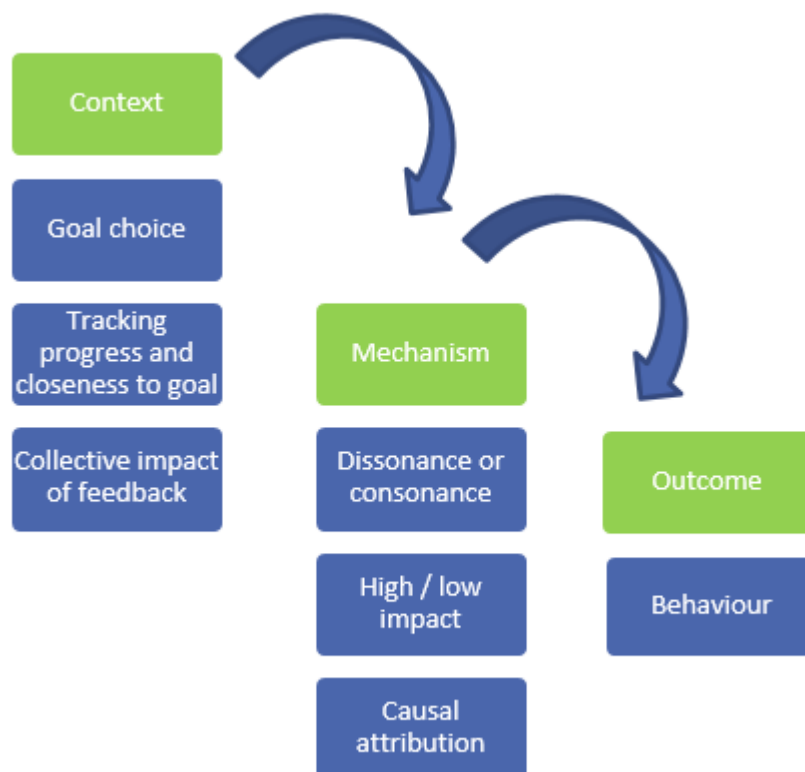 Context
Goal choice
Tracking
progress and
closeness to goal
Collective impact
of feedback
Mechanism
Dissonance or
consonance
High / low
impact
Causal
attribution
Outcome
Behaviour